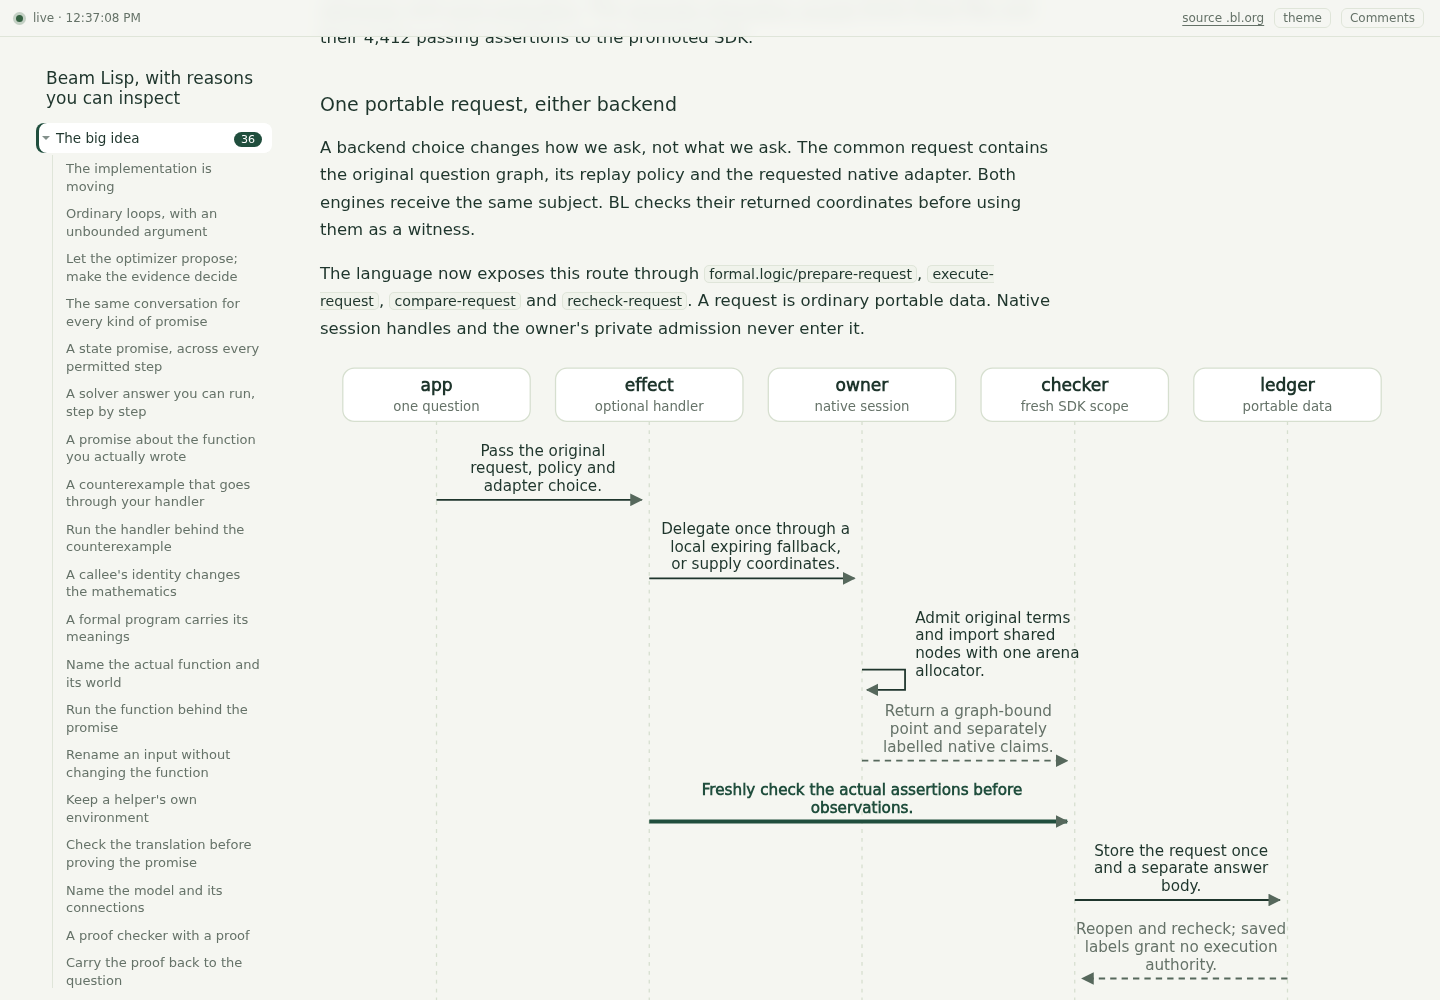 live · 12:37:08 PM
source .bl.org
theme
Comments
their 4,412 passing assertions to the promoted SDK.
Beam Lisp, with reasons
you can inspect
The big idea
36
The implementation is
moving
Ordinary loops, with an
unbounded argument
Let the optimizer propose;
make the evidence decide
The same conversation for
every kind of promise
A state promise, across every
permitted step
A solver answer you can run,
step by step
A promise about the function
you actually wrote
A counterexample that goes
through your handler
Run the handler behind the
counterexample
A callee's identity changes
the mathematics
A formal program carries its
meanings
Name the actual function and
its world
Run the function behind the
promise
Rename an input without
changing the function
Keep a helper's own
environment
Check the translation before
proving the promise
Name the model and its
connections
A proof checker with a proof
Carry the proof back to the
question
One portable request, either backend
A backend choice changes how we ask, not what we ask. The common request contains
the original question graph, its replay policy and the requested native adapter. Both
engines receive the same subject. BL checks their returned coordinates before using
them as a witness.
The language now exposes this route through formal.logic/prepare-request, execute-
request, compare-request and recheck-request. A request is ordinary portable data. Native
session handles and the owner's private admission never enter it.
app
one question
effect
optional handler
owner
native session
checker
fresh SDK scope
ledger
portable data
Pass the original
request, policy and
adapter choice.
Delegate once through a
local expiring fallback,
or supply coordinates.
Admit original terms
and import shared
nodes with one arena
allocator.
Return a graph-bound
point and separately
labelled native claims.
Freshly check the actual assertions before
observations.
Store the request once
and a separate answer
body.
Reopen and recheck; saved
labels grant no execution
authority.